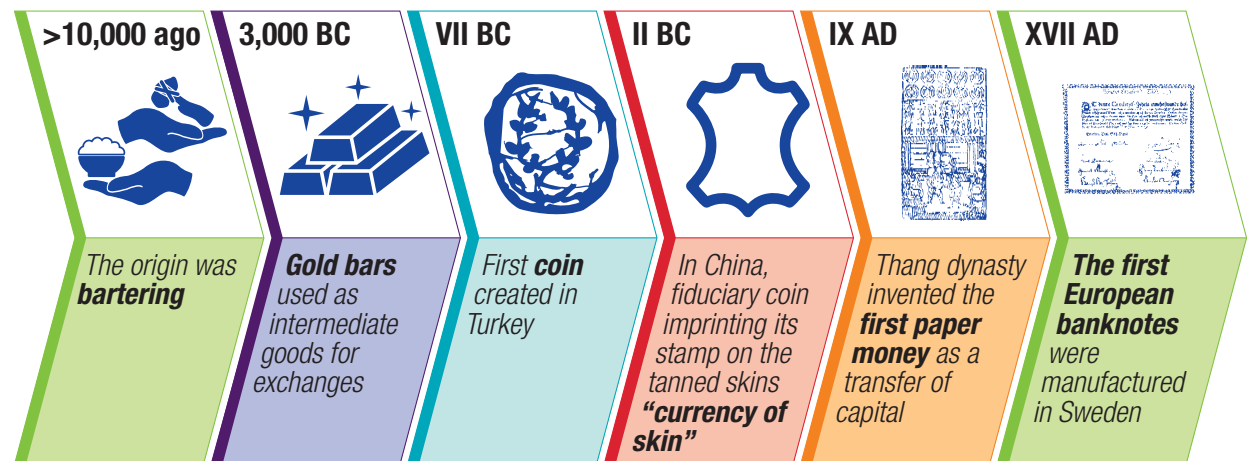 >10,000 ago
The origin was
bartering
3,000 BC
Gold bars
used as
intermediate
goods for
exchanges
VII BC
First coin
created in
Turkey
II BC
In China,
fiduciary coin
imprinting its
stamp on the
tanned skins
“currency of
skin”
IX AD
Thang dynasty
invented the
first paper
money as a
transfer of
capital
XVII AD
The first
European
banknotes
were
manufactured
in Sweden